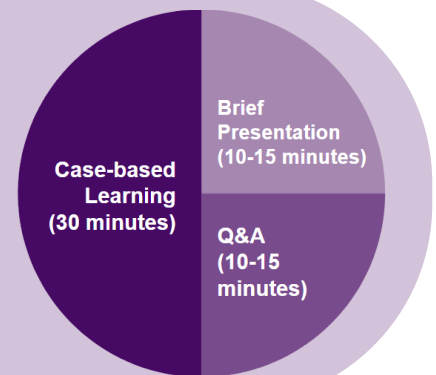 Case-based
Learning
(30 minutes)
Brief
Presentation
(10-15 minutes)
Q&A
(10-15
minutes)